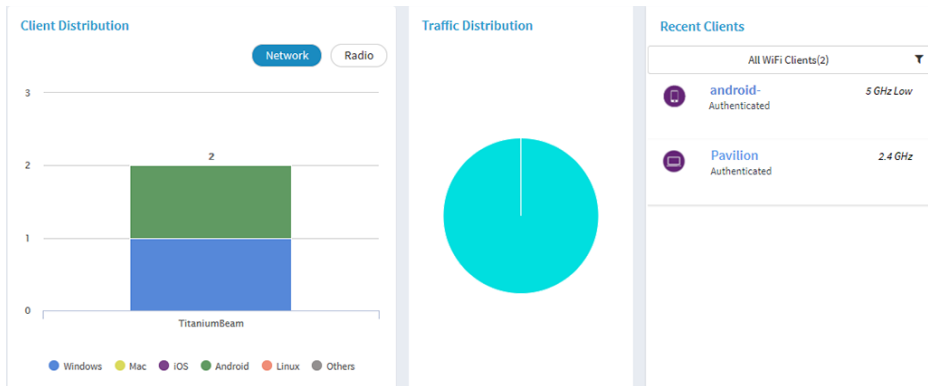 Client Distribution
Network Radio
3
2
2
1
0
TitaniumBeam
Windows Mac iOS Android Linux Others
Traffic Distribution
Recent Clients
All WiFi Clients(2)
android- 5 GHz Low
Authenticated
Pavilion 2.4 GHz
Authenticated